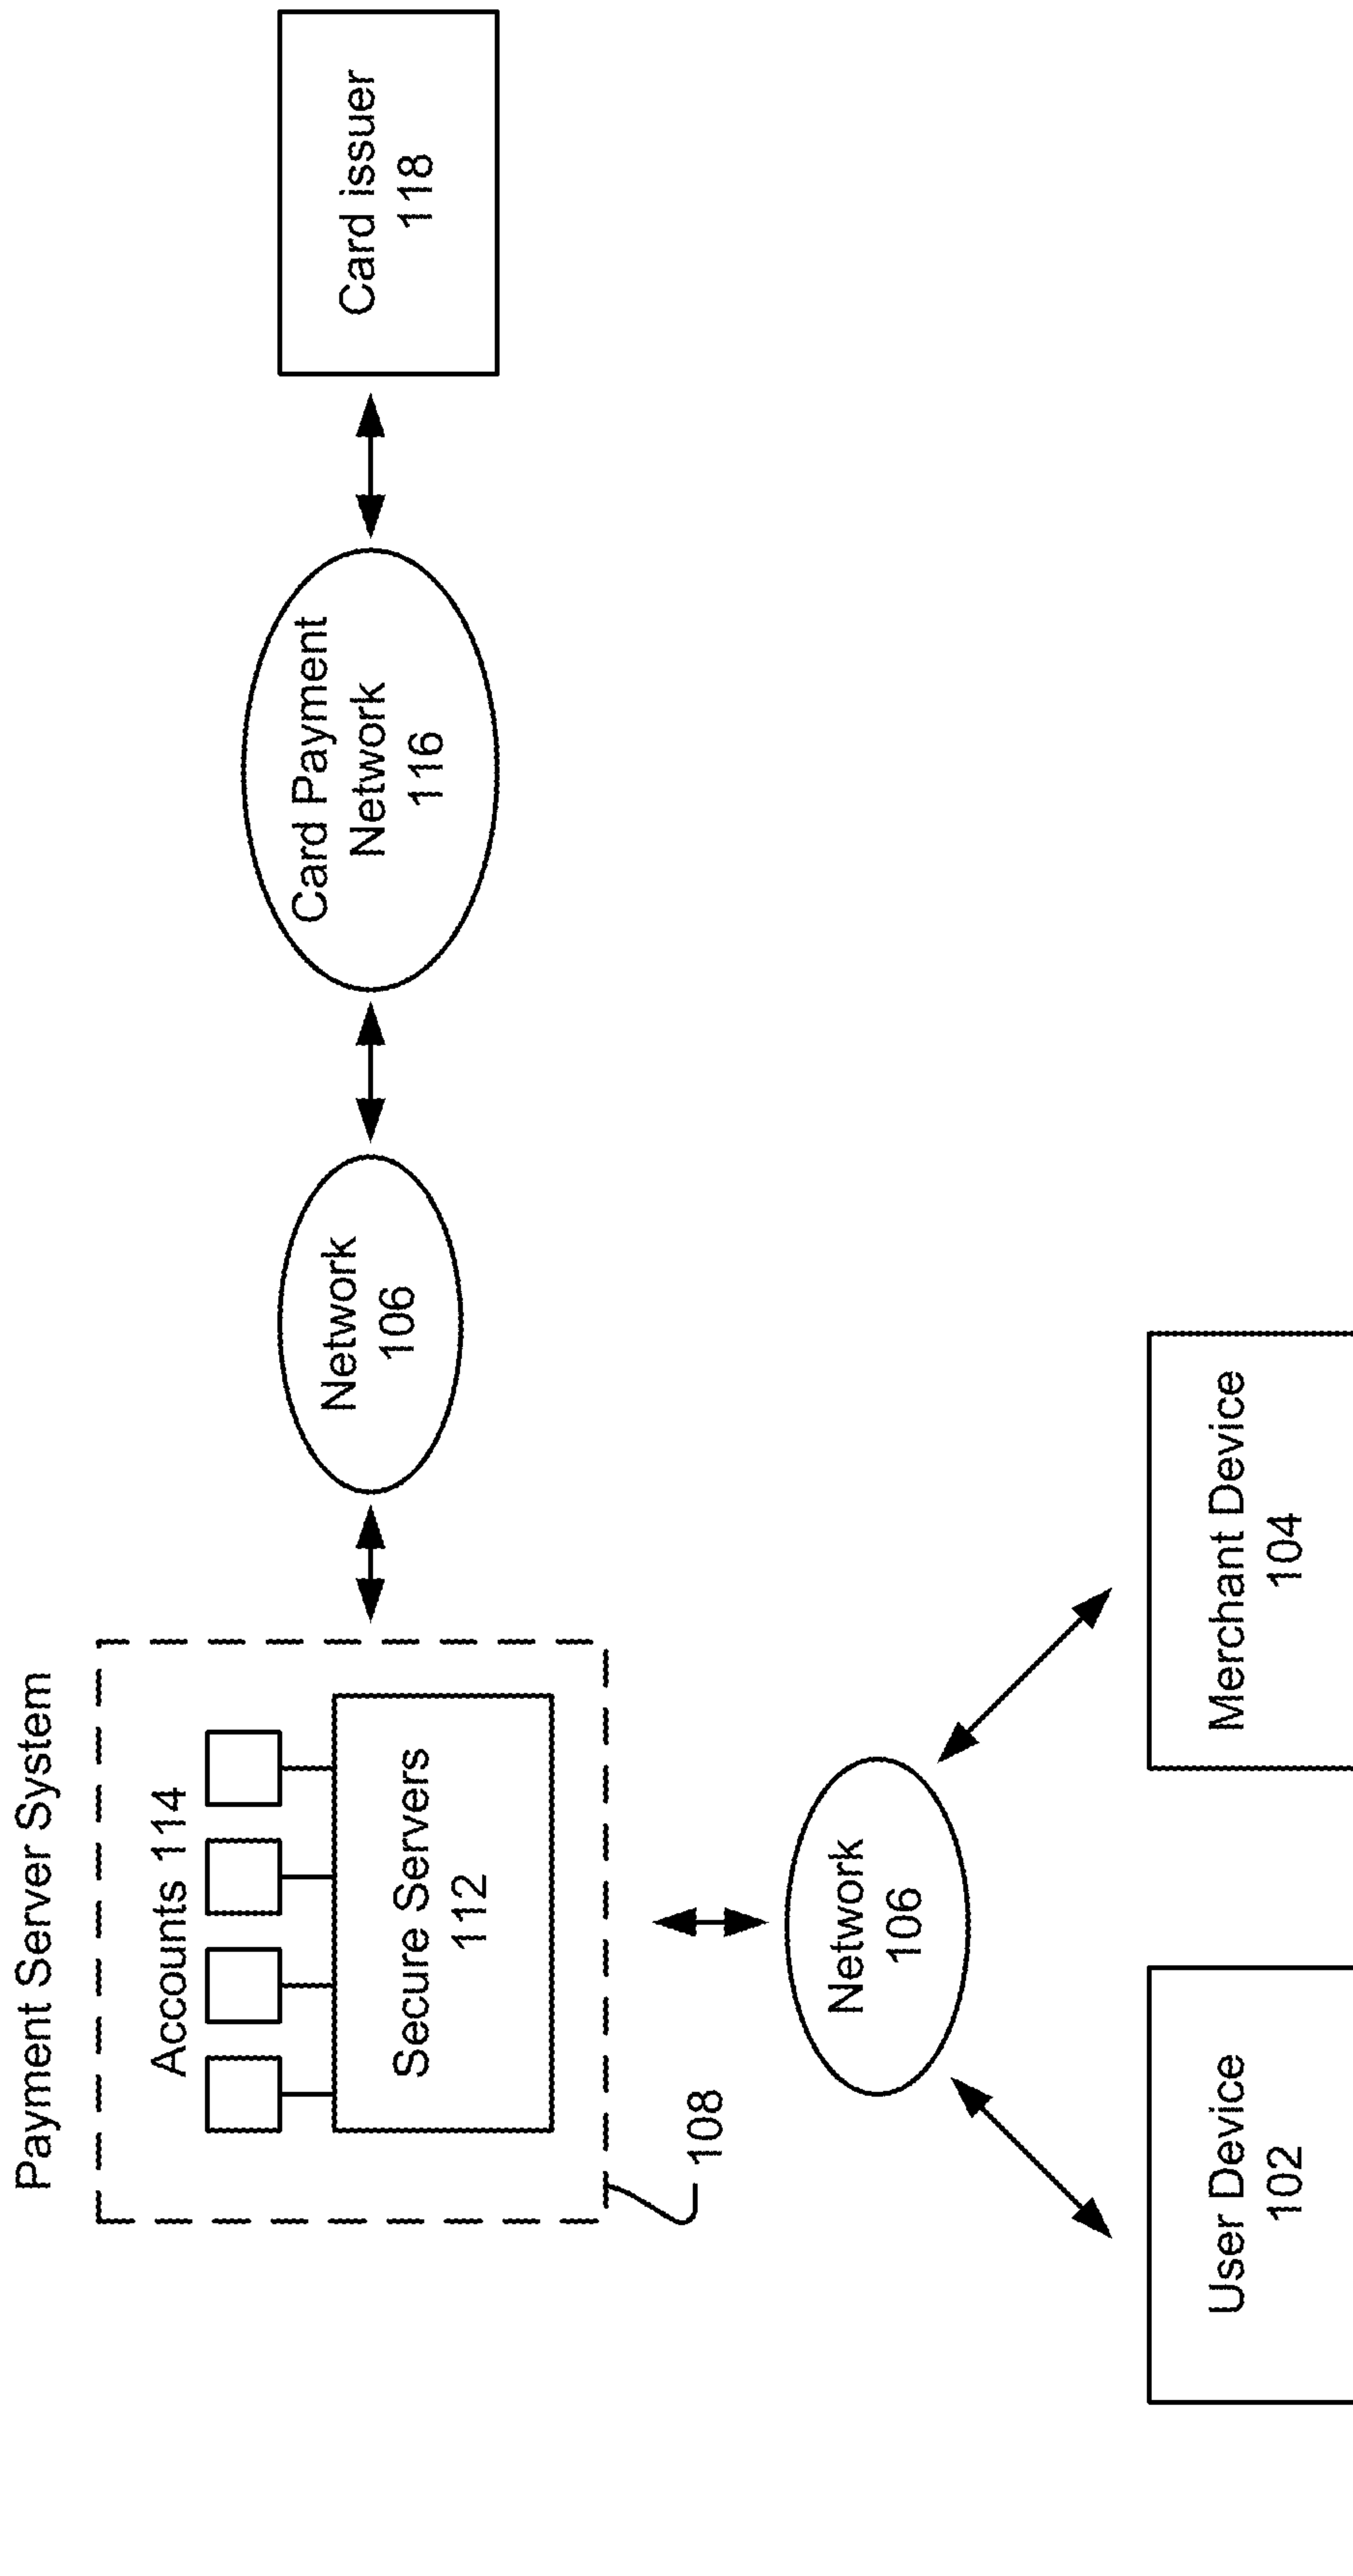 Payment Server System
Accounts 114
Secure Servers
112
108
Network
106
Card Payment
Network
116
Card issuer
118
Network
106
User Device
102
Merchant Device
104